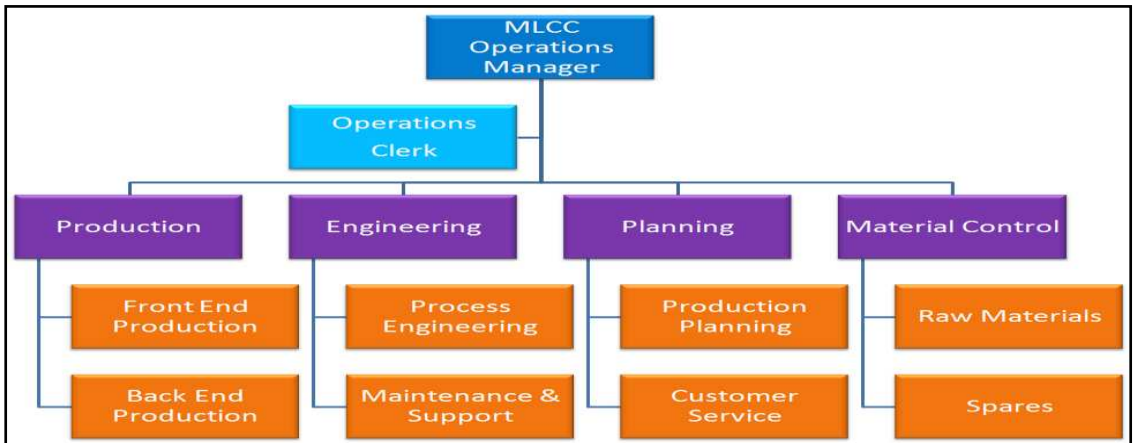 MLCC
Operations
Manager
Operations
Clerk
Production
Engineering
Planning
Material Control
Front End
Production
Process
Engineering
Production
Planning
Raw Materials
Back End
Production
Maintenance &
Support
Customer
Service
Spares